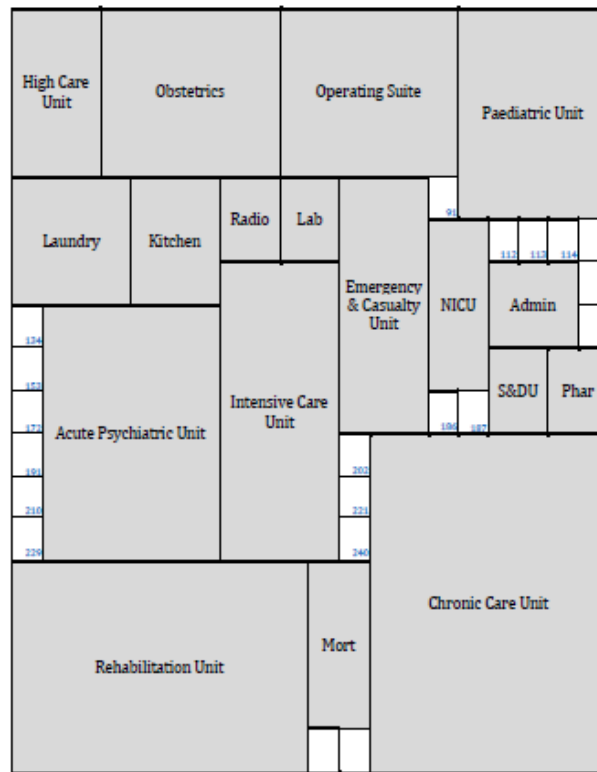 High Care
Unit
Obstetrics
Operating Suite
Paediatric Unit
Laundry
Kitchen
Radio
Lab
91
Emergency
& Casualty
Unit
NICU
112
113
114
Admin
134
153
172
191
210
229
Acute Psychiatric Unit
Intensive Care
Unit
S&DU
Phar
186
187
202
221
240
Chronic Care Unit
Rehabilitation Unit
Mort